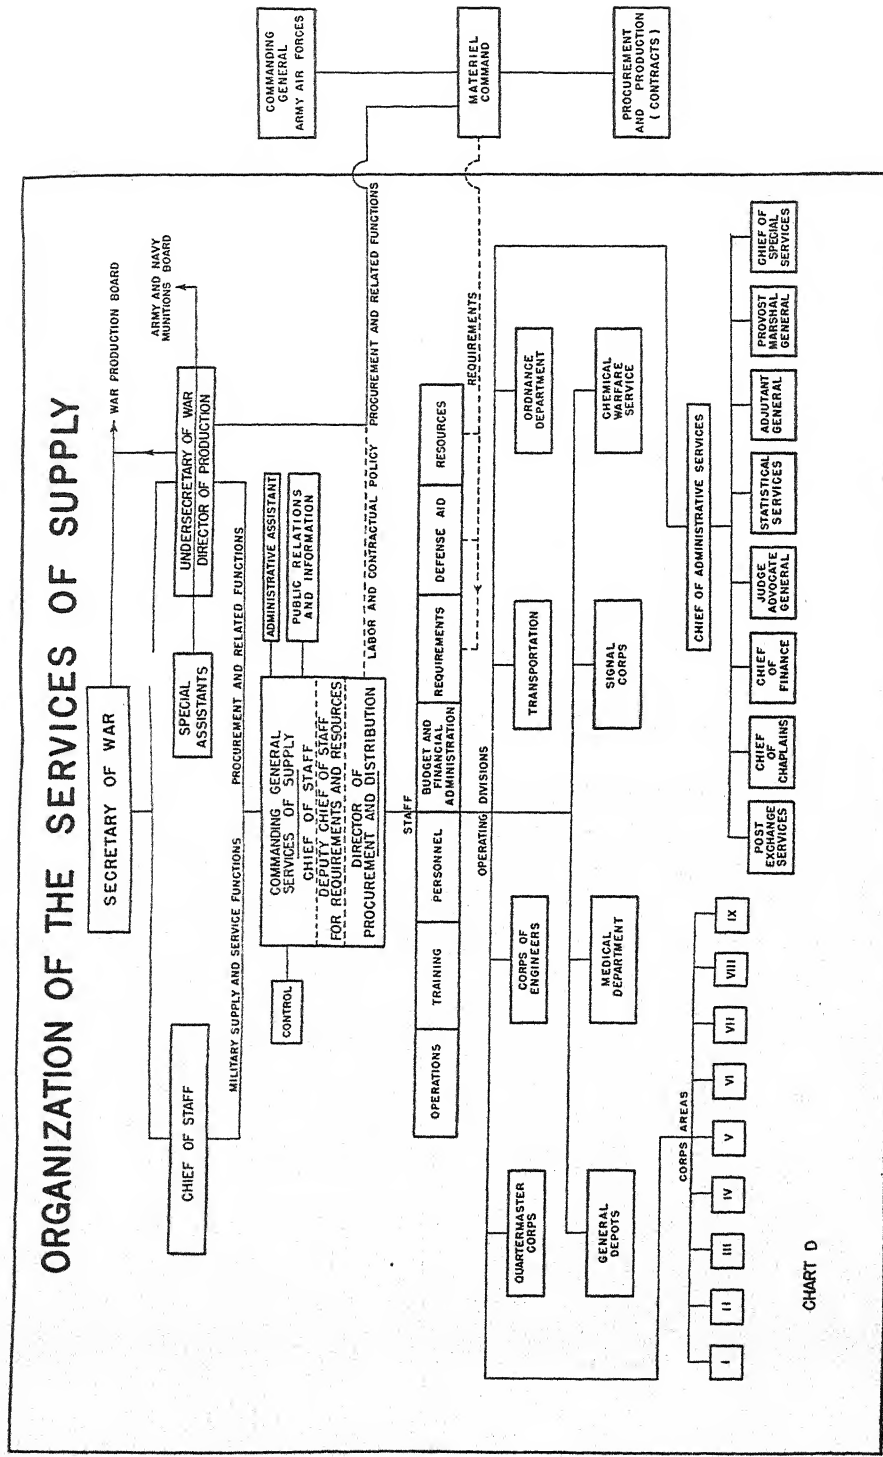 ORGANIZATION OF THE SERVICES OF SUPPLY
SECRETARY OF WAR
WAR PRODUCTION BOARD
ARMY AND NAVY
MUNITIONS BOARD
CHIEF OF STAFF
SPECIAL
ASSISTANTS
UNDERSECRETARY OF WAR
DIRECTOR OF PRODUCTION
MILITARY SUPPLY AND SERVICE FUNCTIONS
PROCUREMENT AND RELATED FUNCTIONS
CONTROL
COMMANDING GENERAL
SERVICES OF SUPPLY
CHIEF OF STAFF
DEPUTY CHIEF OF STAFF
FOR REQUIREMENTS AND RESOURCES
DIRECTOR OF
PROCUREMENT AND DISTRIBUTION
ADMINISTRATIVE ASSISTANT
PUBLIC RELATIONS
AND INFORMATION
LABOR AND CONTRACTUAL POLICY
PROCUREMENT AND RELATED FUNCTIONS
COMMANDING
GENERAL
ARMY AIR FORCES
MATERIEL
COMMAND
PROCUREMENT
AND PRODUCTION
( CONTRACTS )
STAFF
OPERATIONS
TRAINING
PERSONNEL
BUDGET AND
FINANCIAL
ADMINISTRATION
REQUIREMENTS
DEFENSE AID
RESOURCES
REQUIREMENTS
OPERATING DIVISIONS
QUARTERMASTER
CORPS
CORPS OF
ENGINEERS
TRANSPORTATION
ORDNANCE
DEPARTMENT
GENERAL
DEPOTS
MEDICAL
DEPARTMENT
SIGNAL
CORPS
CHEMICAL
WARFARE
SERVICE
CORPS AREAS
I
II
III
IV
V
VI
VII
VIII
IX
CHIEF OF ADMINISTRATIVE SERVICES
POST
EXCHANGE
SERVICES
CHIEF
OF
CHAPLAINS
CHIEF
OF
FINANCE
JUDGE
ADVOCATE
GENERAL
STATISTICAL
SERVICES
ADJUTANT
GENERAL
PROVOST
MARSHAL
GENERAL
CHIEF OF
SPECIAL
SERVICES
CHART D